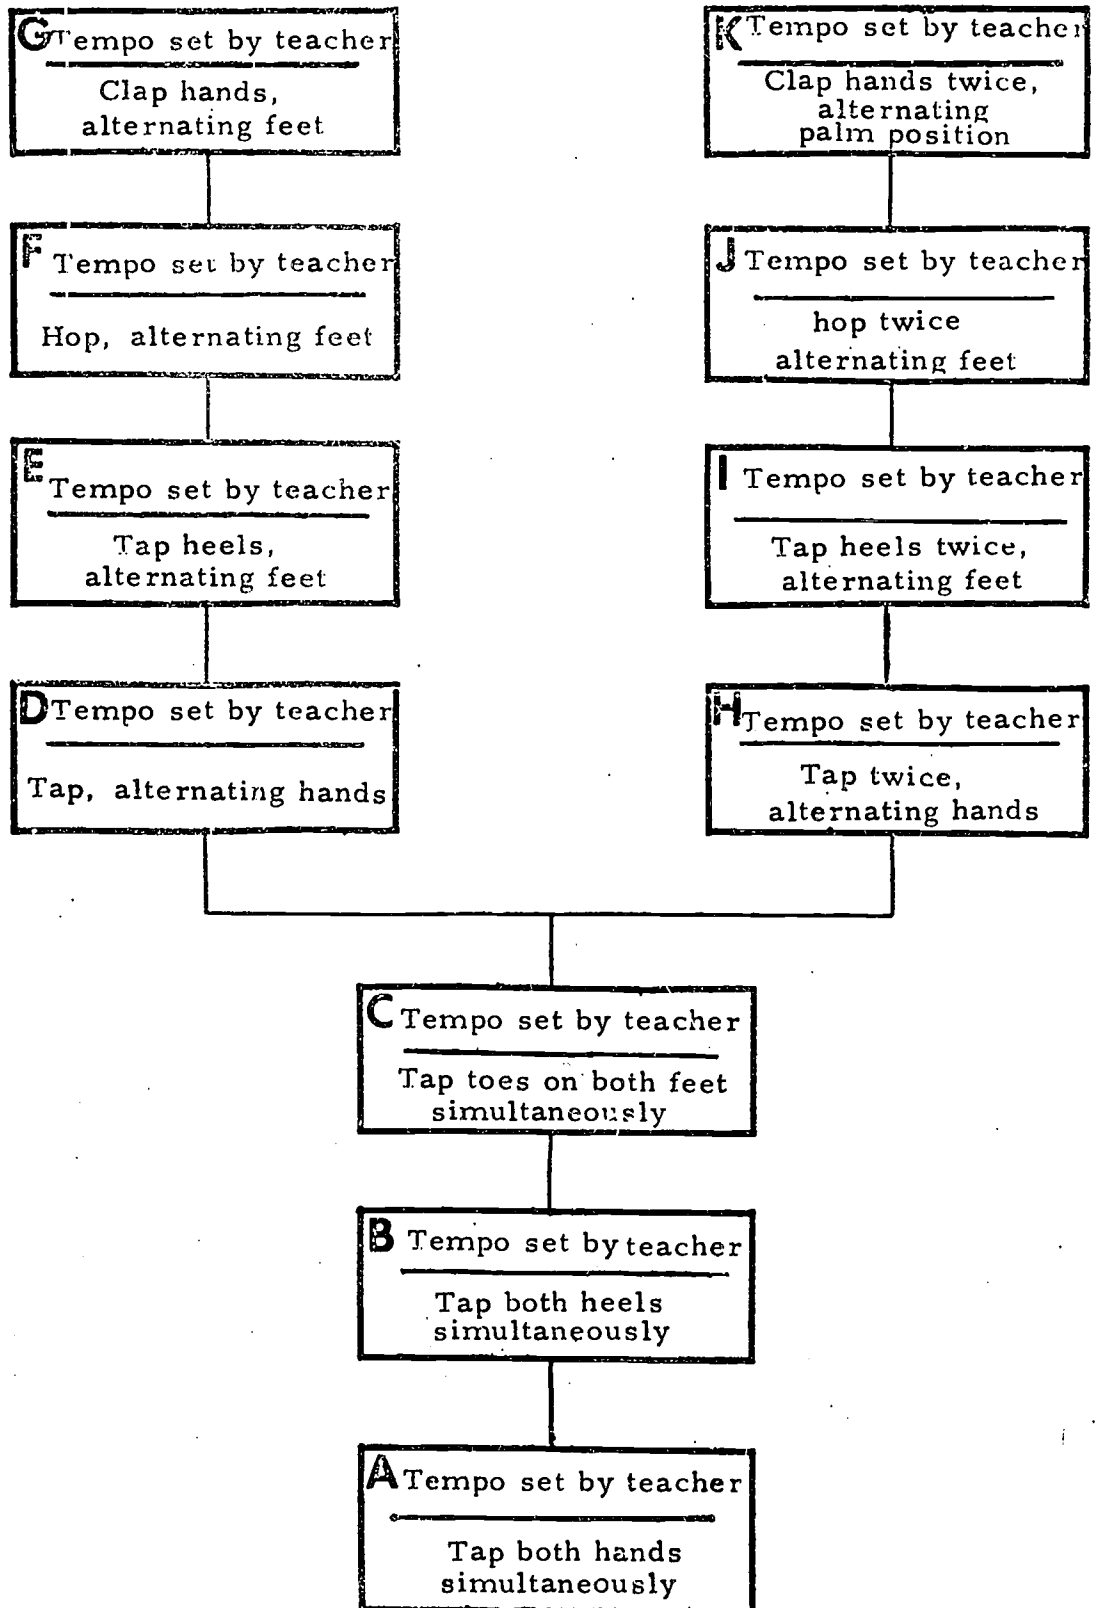 G Tempo set by teacher
Clap hands,
alternating feet
K Tempo set by teacher
Clap hands twice,
alternating
palm position
F Tempo set by teacher
Hop, alternating feet
J Tempo set by teacher
hop twice
alternating feet
E Tempo set by teacher
Tap heels,
alternating feet
I Tempo set by teacher
Tap heels twice,
alternating feet
D Tempo set by teacher
Tap, alternating hands
H Tempo set by teacher
Tap twice,
alternating hands
C Tempo set by teacher
Tap toes on both feet
simultaneously
B Tempo set by teacher
Tap both heels
simultaneously
A Tempo set by teacher
Tap both hands
simultaneously